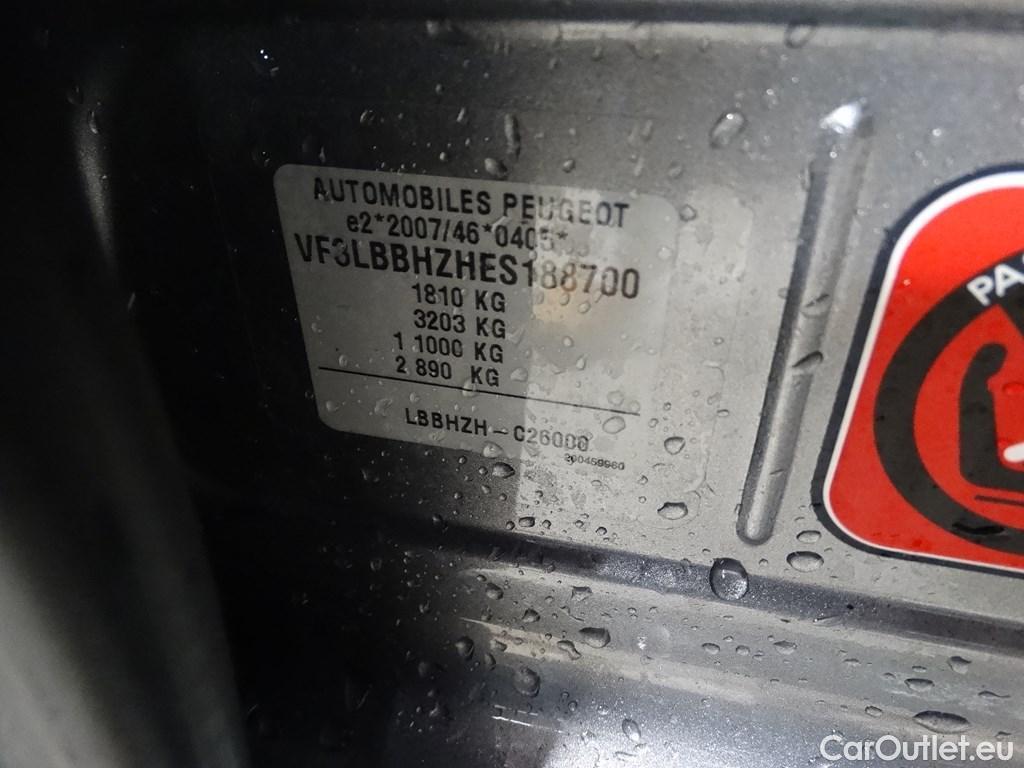 AUTOMOBILES PEUGEOT
e2*2007/46*0405*
VF3LBBHZHES188700
1810 KG
3203 KG
1 1000 KG
2 890 KG
LBBHZH-C26000
200459960
CarOutlet.eu